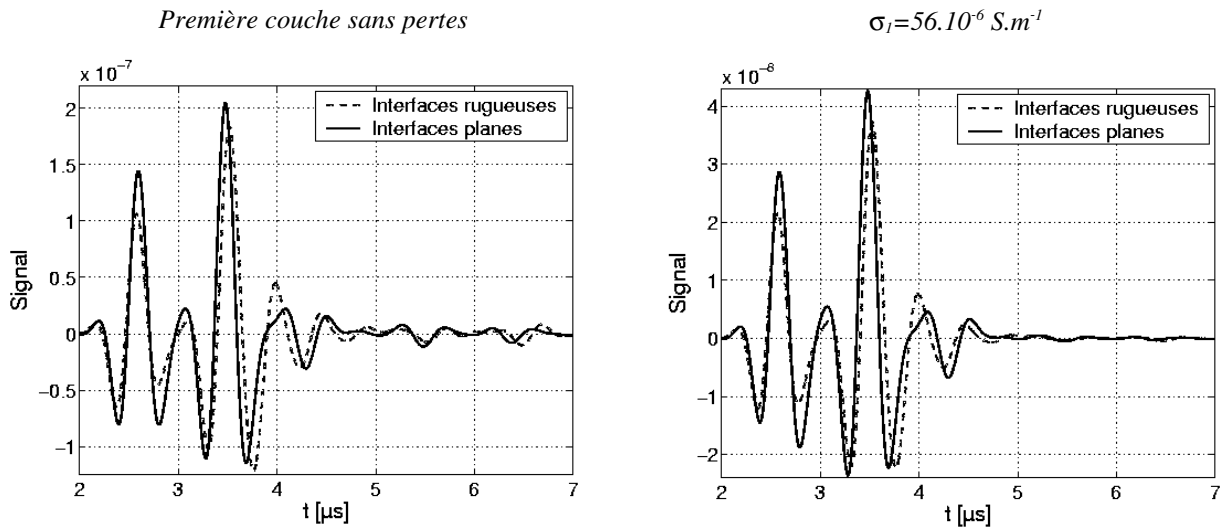 Première couche sans pertes
σ₁=56.10⁻⁶ S.m⁻¹
x 10⁻⁷
Interfaces rugueuses
Interfaces planes
2
1.5
1
0.5
0
−0.5
−1
Signal
2 3 4 5 6 7
t [μs]
x 10⁻⁸
Interfaces rugueuses
Interfaces planes
4
3
2
1
0
−1
−2
Signal
2 3 4 5 6 7
t [μs]